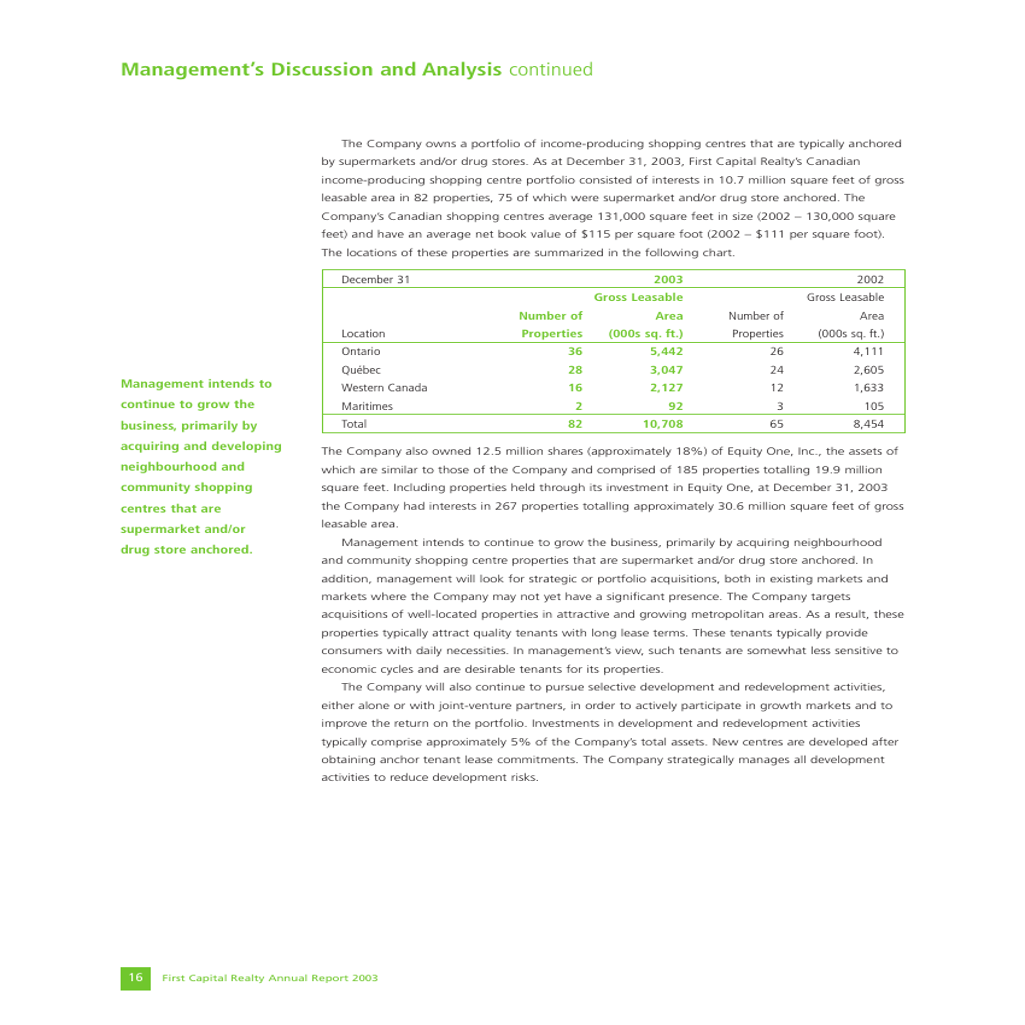 Management's Discussion and Analysis continued
The Company owns a portfolio of income-producing shopping centres that are typically anchored
by supermarkets and/or drug stores. As at December 31, 2003, First Capital Realty's Canadian
income-producing shopping centre portfolio consisted of interests in 10.7 million square feet of gross
leasable area in 82 properties, 75 of which were supermarket and/or drug store anchored. The
Company's Canadian shopping centres average 131,000 square feet in size (2002 – 130,000 square
feet) and have an average net book value of $115 per square foot (2002 – $111 per square foot).
The locations of these properties are summarized in the following chart.
December 31 2003 2002
Gross Leasable Gross Leasable
Number of Area Number of Area
Location Properties (000s sq. ft.) Properties (000s sq. ft.)
Ontario 36 5,442 26 4,111
Québec 28 3,047 24 2,605
Western Canada 16 2,127 12 1,633
Maritimes 2 92 3 105
Total 82 10,708 65 8,454
Management intends to
continue to grow the
business, primarily by
acquiring and developing
neighbourhood and
community shopping
centres that are
supermarket and/or
drug store anchored.
The Company also owned 12.5 million shares (approximately 18%) of Equity One, Inc., the assets of
which are similar to those of the Company and comprised of 185 properties totalling 19.9 million
square feet. Including properties held through its investment in Equity One, at December 31, 2003
the Company had interests in 267 properties totalling approximately 30.6 million square feet of gross
leasable area.
Management intends to continue to grow the business, primarily by acquiring neighbourhood
and community shopping centre properties that are supermarket and/or drug store anchored. In
addition, management will look for strategic or portfolio acquisitions, both in existing markets and
markets where the Company may not yet have a significant presence. The Company targets
acquisitions of well-located properties in attractive and growing metropolitan areas. As a result, these
properties typically attract quality tenants with long lease terms. These tenants typically provide
consumers with daily necessities. In management's view, such tenants are somewhat less sensitive to
economic cycles and are desirable tenants for its properties.
The Company will also continue to pursue selective development and redevelopment activities,
either alone or with joint-venture partners, in order to actively participate in growth markets and to
improve the return on the portfolio. Investments in development and redevelopment activities
typically comprise approximately 5% of the Company's total assets. New centres are developed after
obtaining anchor tenant lease commitments. The Company strategically manages all development
activities to reduce development risks.
16 First Capital Realty Annual Report 2003